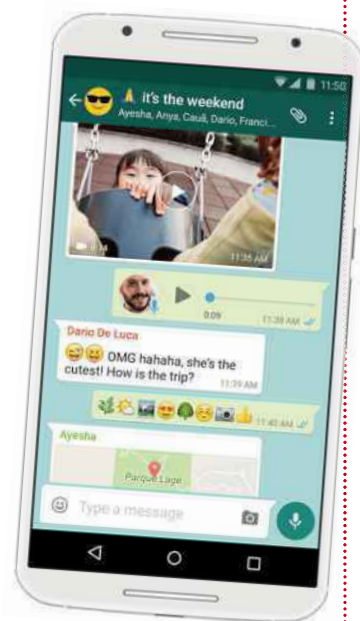 11:50
it's the weekend
Ayesha, Anya, Cauã, Dario, Franci...
11:38 AM
0:09
11:38 AM
Dario De Luca
OMG hahaha, she's the
cutest! How is the trip?
11:39 AM
11:40 AM
Ayesha
Parque Lage
Type a message